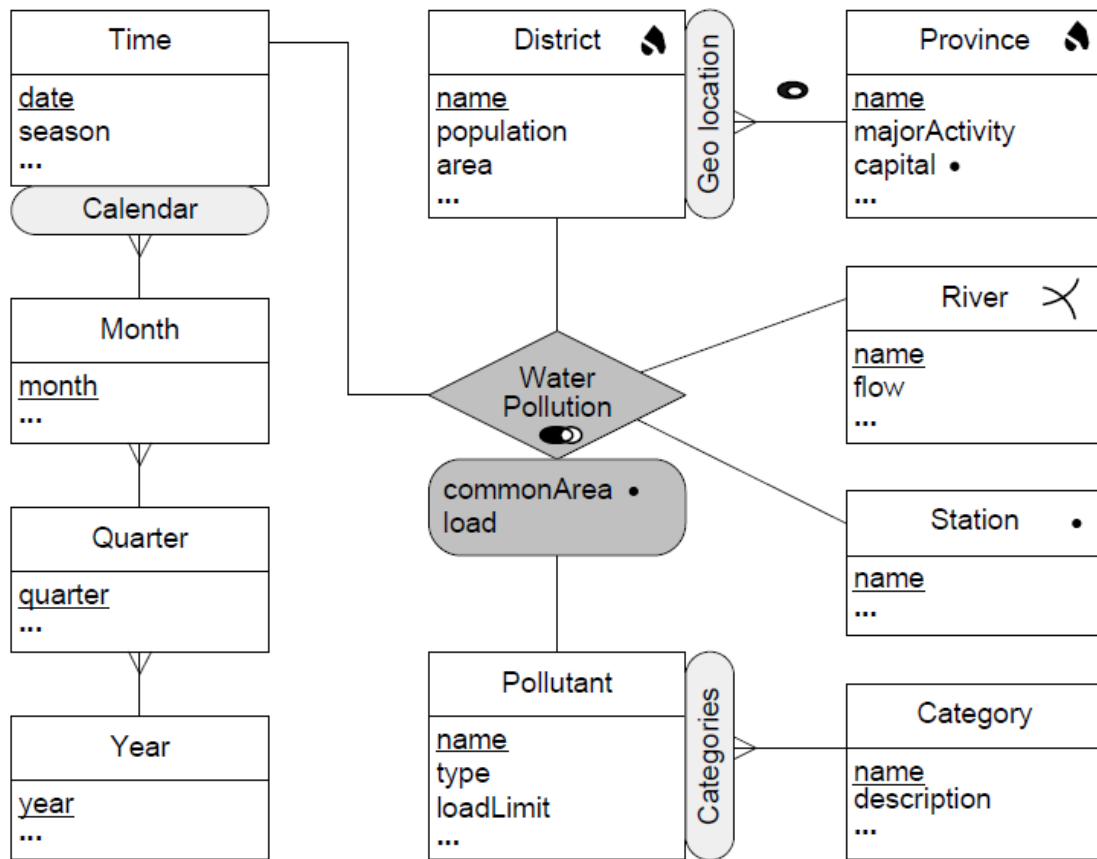 Time
date
season
...
Calendar
Month
month
...
Quarter
quarter
...
Year
year
...
District
name
population
area
...
Geo location
Province
name
majorActivity
capital
...
Water
Pollution
commonArea
load
River
name
flow
...
Station
name
...
Pollutant
name
type
loadLimit
...
Categories
Category
name
description
...